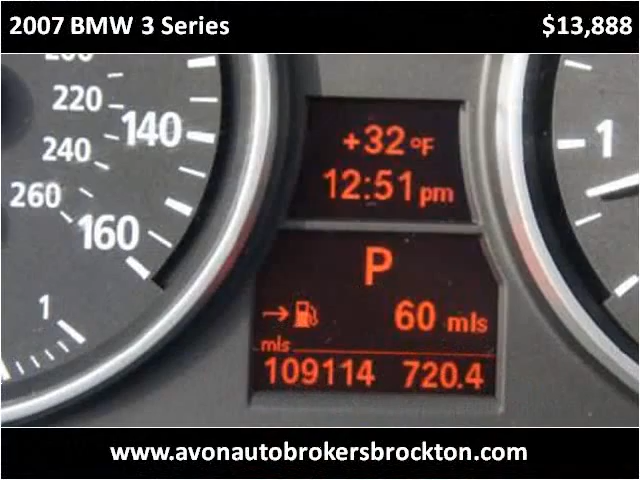 2007 BMW 3 Series $13,888
220
140
240
260
160
1
+32 °F
12:51 pm
P
60 mls
mls
109114 720.4
1
www.avonautobrokersbrockton.com